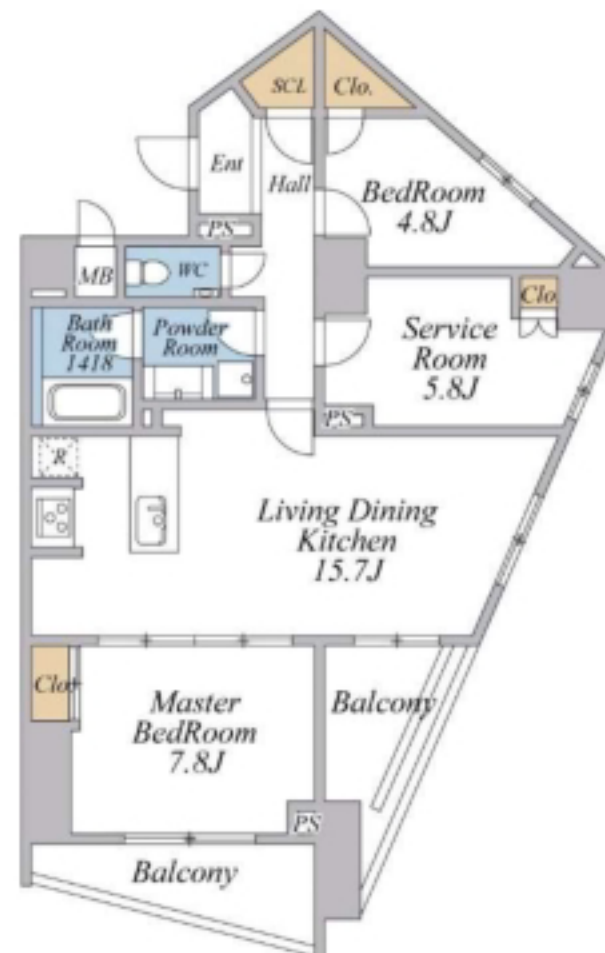 SCL
Clo.
Ent
Hall
BedRoom
4.8J
PS
MB
WC
Bath
Room
1418
Powder
Room
Clo
Service
Room
5.8J
PS
R
Living Dining
Kitchen
15.7J
Clo
Master
BedRoom
7.8J
Balcony
PS
Balcony